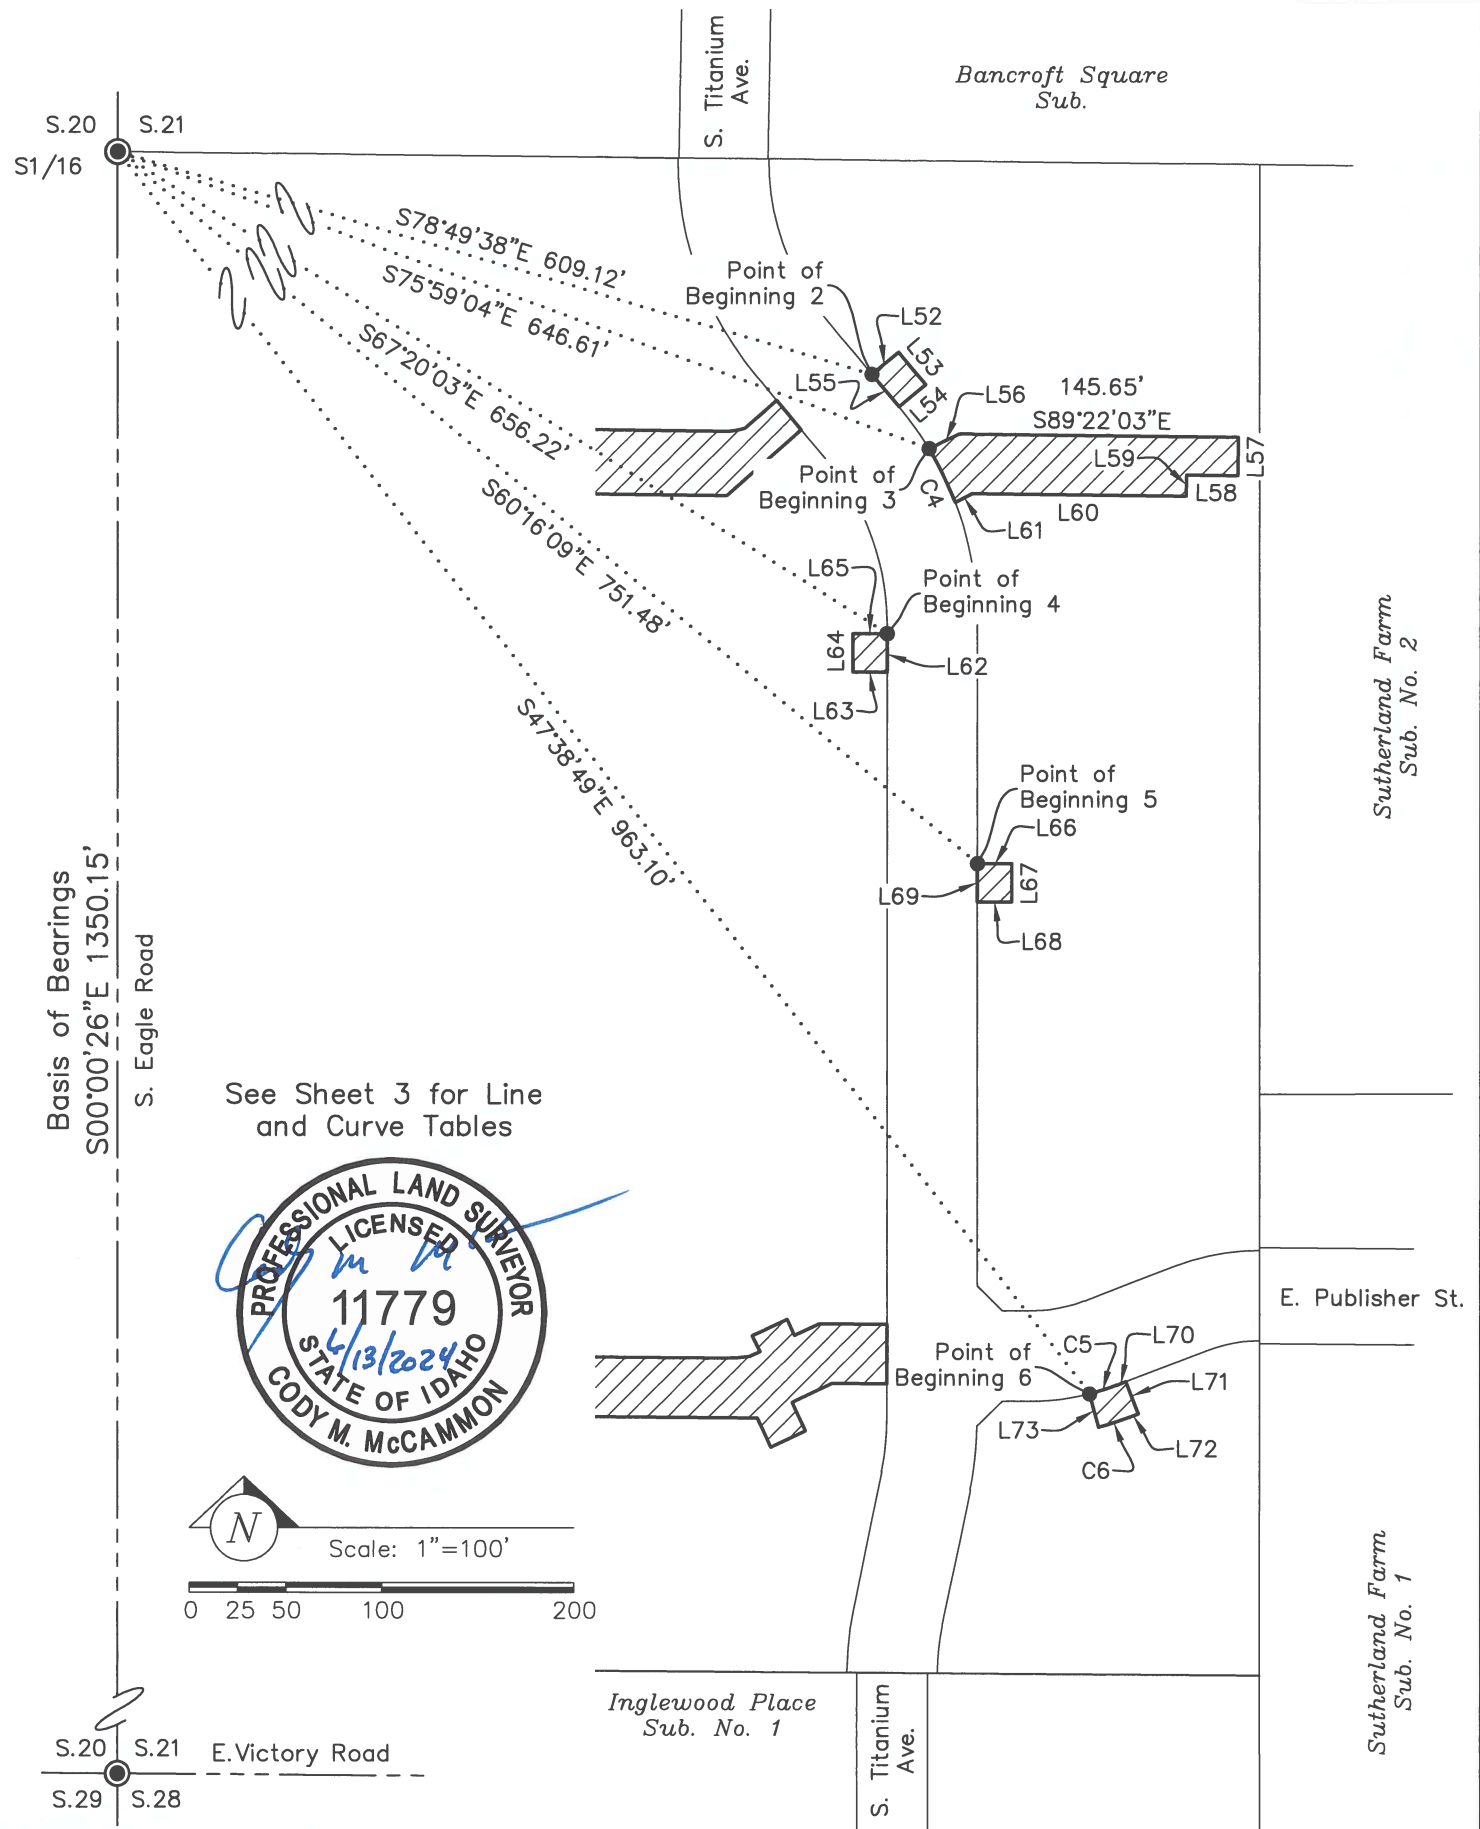 S. Titanium
Ave.
Bancroft Square
Sub.
S.20 S.21
S1/16
S78°49'38"E 609.12'
S75°59'04"E 646.61'
S67°20'03"E 656.22'
S60°16'09"E 751.48'
S47°38'49"E 963.10'
Point of
Beginning 2
L52
L53
L54
L55
L56
145.65'
S89°22'03"E
L57
L59
L58
Point of
Beginning 3
C4
L60
L61
L65
Point of
Beginning 4
L64
L62
L63
Sutherland Farm
Sub. No. 2
Point of
Beginning 5
L66
L67
L69
L68
Basis of Bearings
S00°00'26"E 1350.15'
S. Eagle Road
See Sheet 3 for Line
and Curve Tables
PROFESSIONAL LAND SURVEYOR
LICENSED
11779
6/13/2024
STATE OF IDAHO
CODY M. McCAMMON
E. Publisher St.
Point of
Beginning 6
C5
L70
L71
L73
L72
C6
N
Scale: 1"=100'
0 25 50 100 200
Sutherland Farm
Sub. No. 1
Inglewood Place
Sub. No. 1
S. Titanium
Ave.
S.20 S.21
E.Victory Road
S.29 S.28